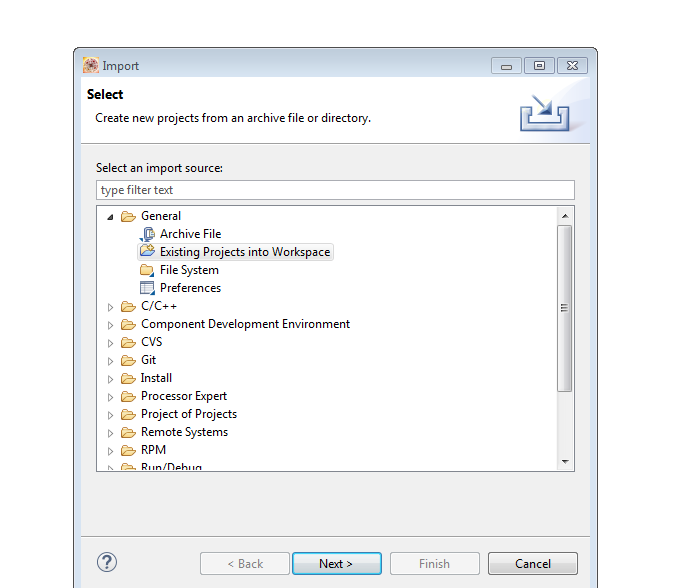 Import
Select
Create new projects from an archive file or directory.
Select an import source:
type filter text
General
Archive File
Existing Projects into Workspace
File System
Preferences
C/C++
Component Development Environment
CVS
Git
Install
Processor Expert
Project of Projects
Remote Systems
RPM
Run/Debug
?
< Back
Next >
Finish
Cancel